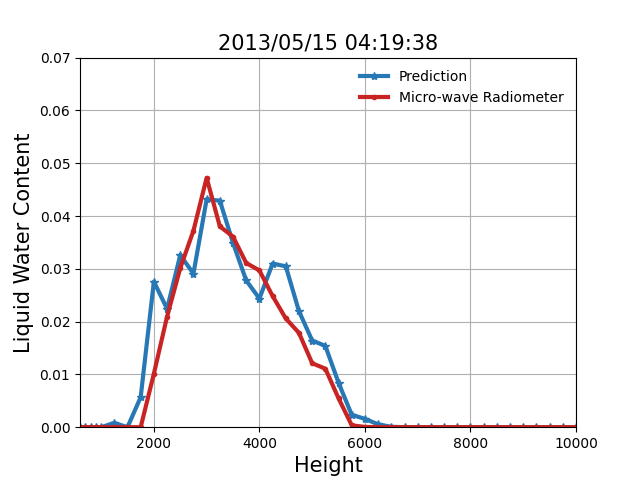 2013/05/15 04:19:38
Prediction
Micro-wave Radiometer
0.07
0.06
0.05
0.04
0.03
0.02
0.01
0.00
Liquid Water Content
2000 4000 6000 8000 10000
Height